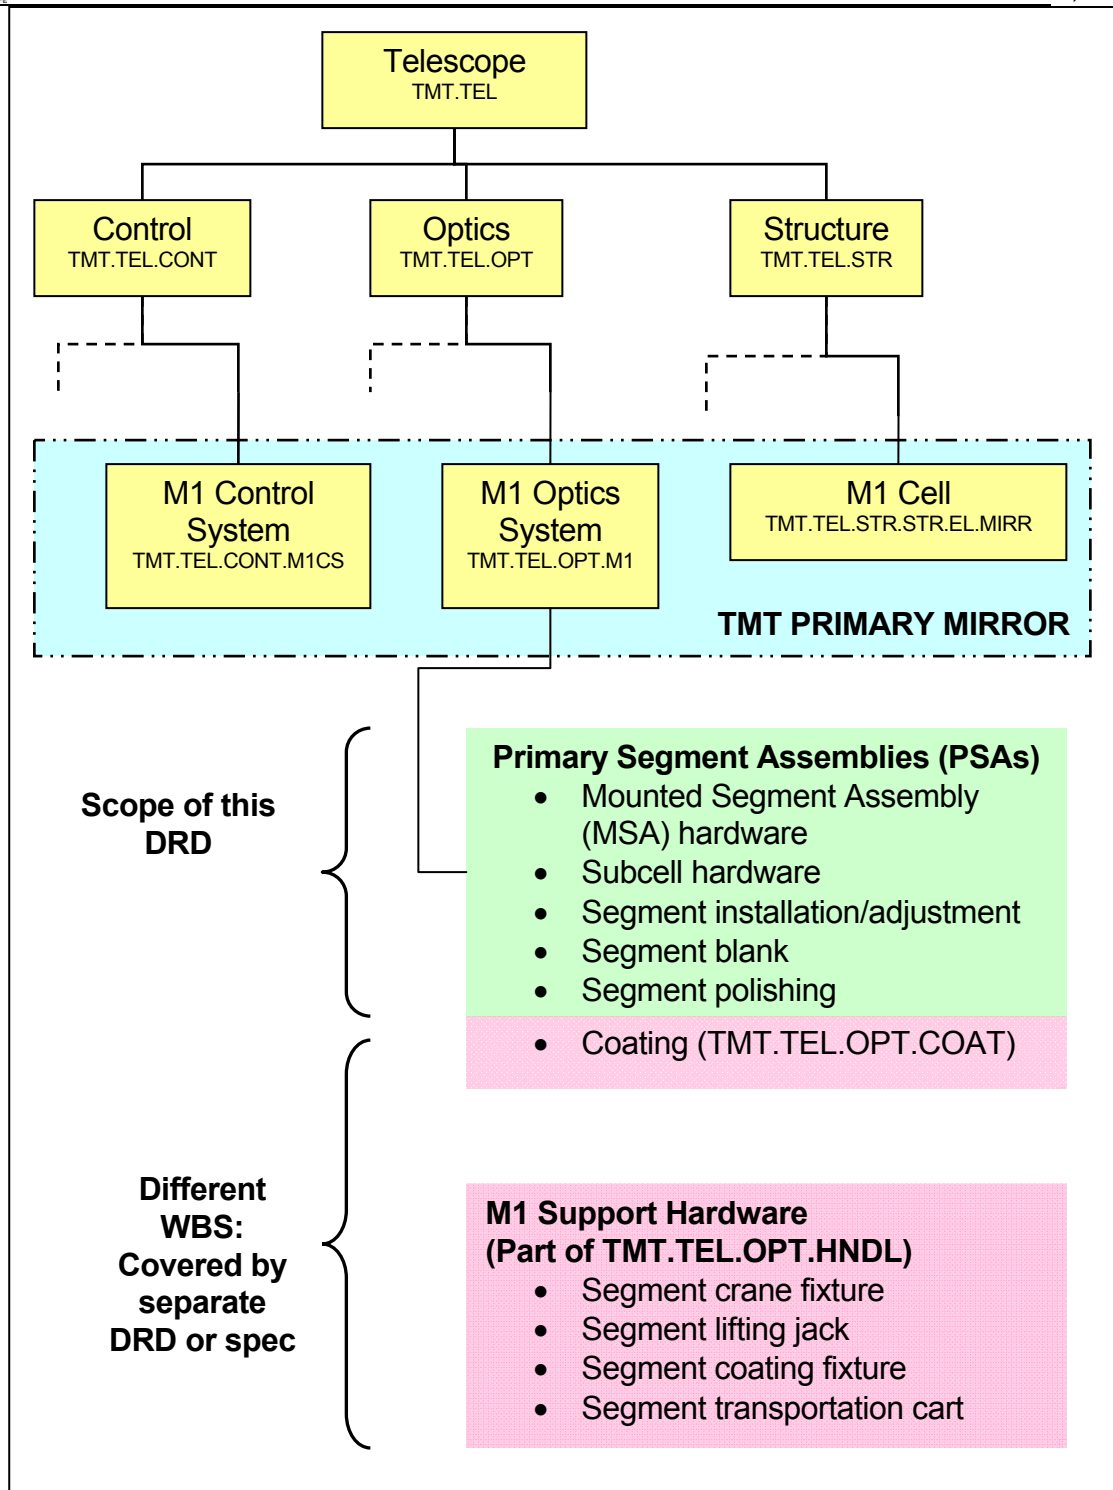 Telescope
TMT.TEL
Control
TMT.TEL.CONT
Optics
TMT.TEL.OPT
Structure
TMT.TEL.STR
M1 Control
System
TMT.TEL.CONT.M1CS
M1 Optics
System
TMT.TEL.OPT.M1
M1 Cell
TMT.TEL.STR.STR.EL.MIRR
TMT PRIMARY MIRROR
Scope of this
DRD
Primary Segment Assemblies (PSAs)
• Mounted Segment Assembly
(MSA) hardware
• Subcell hardware
• Segment installation/adjustment
• Segment blank
• Segment polishing
• Coating (TMT.TEL.OPT.COAT)
Different
WBS:
Covered by
separate
DRD or spec
M1 Support Hardware
(Part of TMT.TEL.OPT.HNDL)
• Segment crane fixture
• Segment lifting jack
• Segment coating fixture
• Segment transportation cart